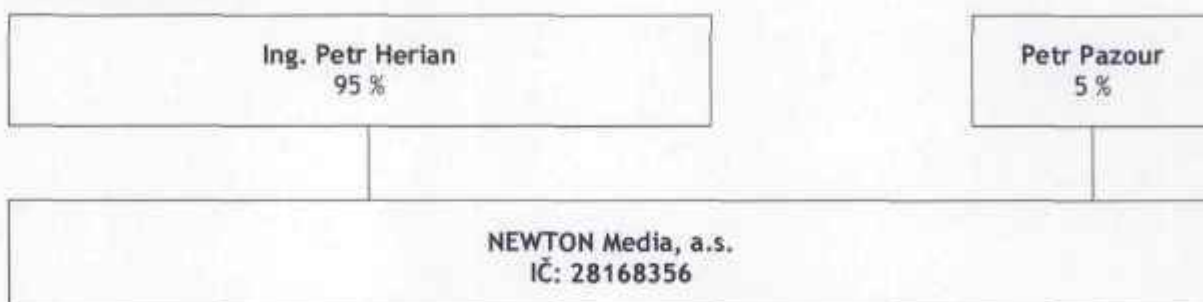 Ing. Petr Herian
95 %
Petr Pazour
5 %
NEWTON Media, a.s.
IČ: 28168356